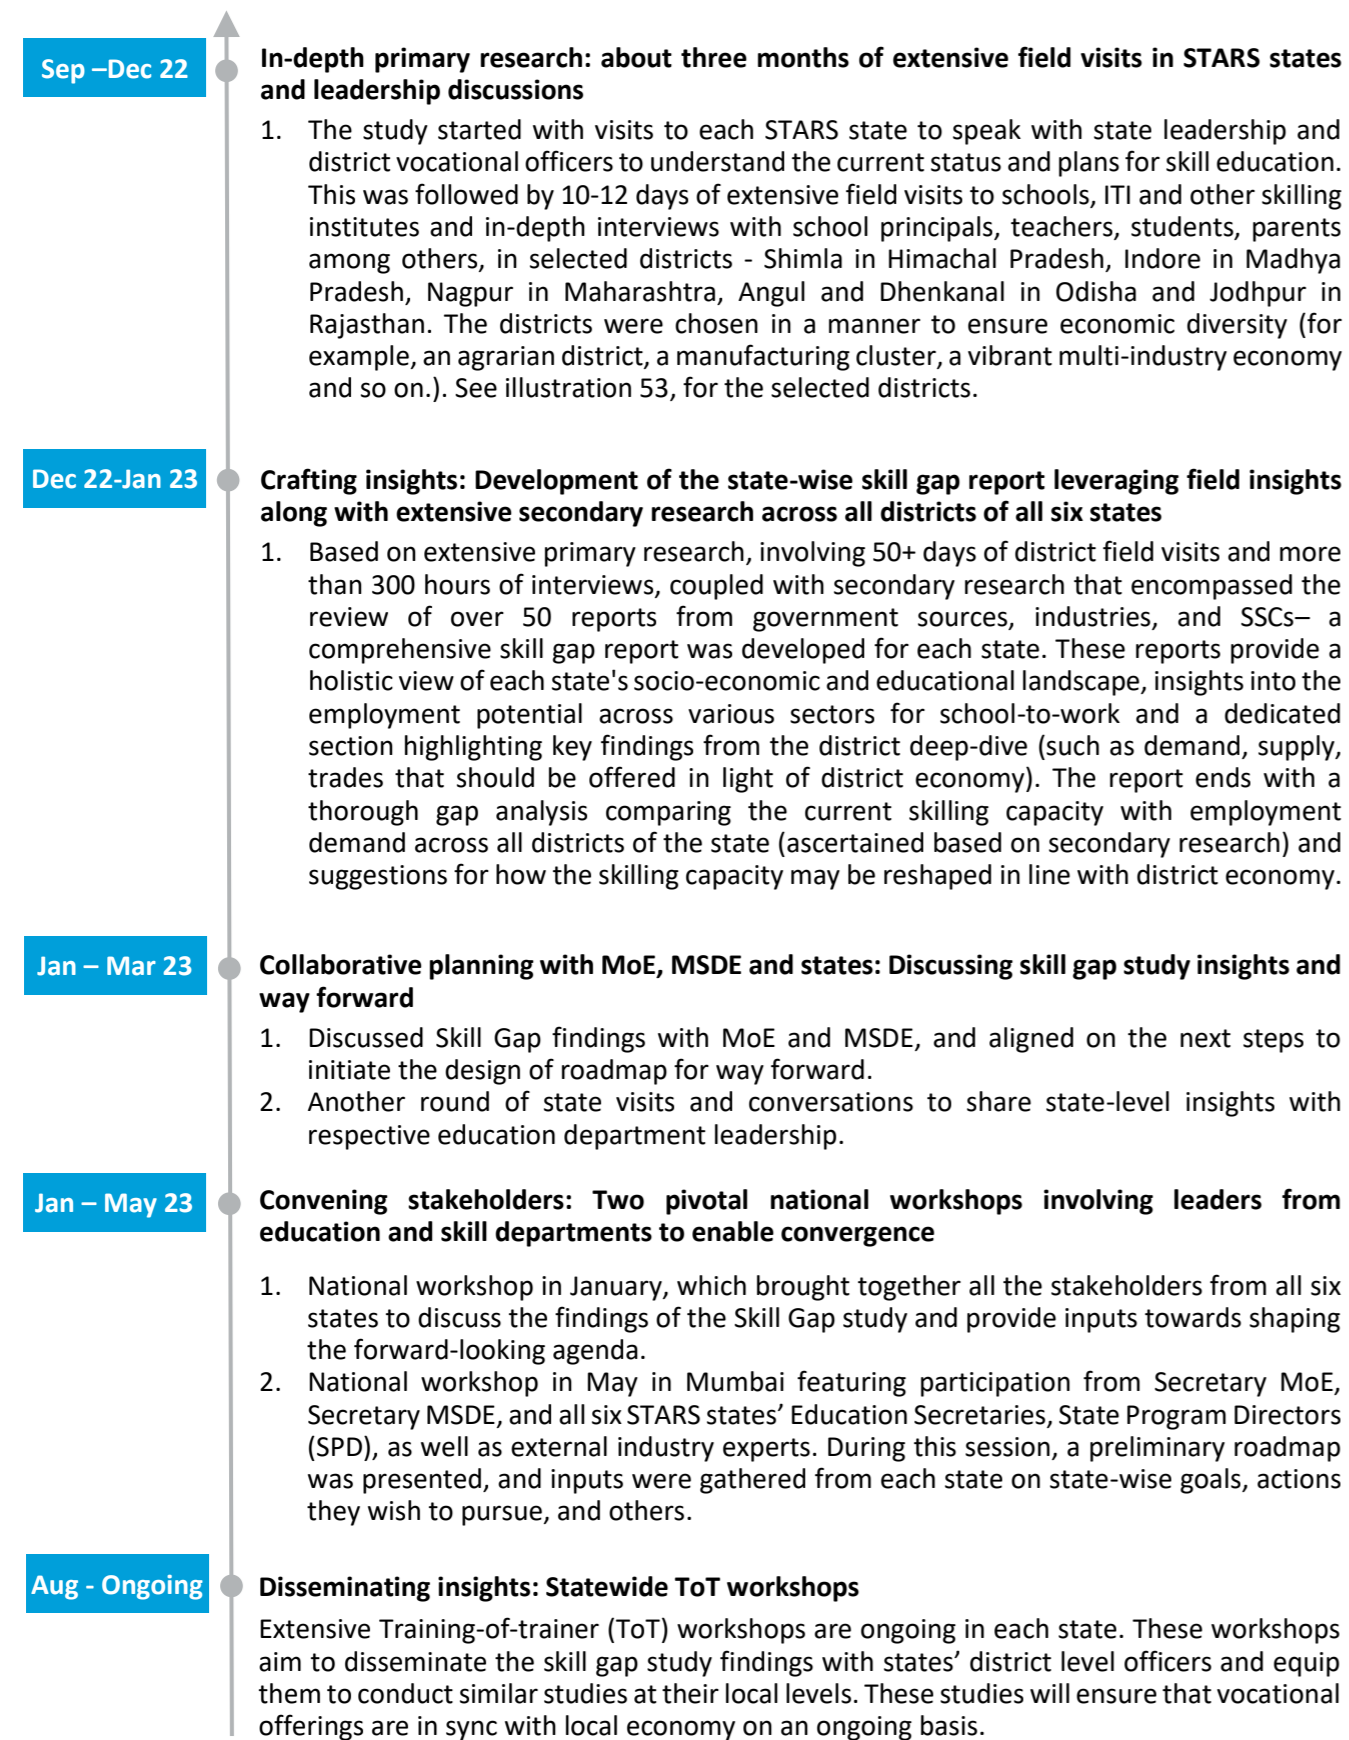 Sep –Dec 22
In-depth primary research: about three months of extensive field visits in STARS states
and leadership discussions
1. The study started with visits to each STARS state to speak with state leadership and
district vocational officers to understand the current status and plans for skill education.
This was followed by 10-12 days of extensive field visits to schools, ITI and other skilling
institutes and in-depth interviews with school principals, teachers, students, parents
among others, in selected districts - Shimla in Himachal Pradesh, Indore in Madhya
Pradesh, Nagpur in Maharashtra, Angul and Dhenkanal in Odisha and Jodhpur in
Rajasthan. The districts were chosen in a manner to ensure economic diversity (for
example, an agrarian district, a manufacturing cluster, a vibrant multi-industry economy
and so on.). See illustration 53, for the selected districts.
Dec 22-Jan 23
Crafting insights: Development of the state-wise skill gap report leveraging field insights
along with extensive secondary research across all districts of all six states
1. Based on extensive primary research, involving 50+ days of district field visits and more
than 300 hours of interviews, coupled with secondary research that encompassed the
review of over 50 reports from government sources, industries, and SSCs– a
comprehensive skill gap report was developed for each state. These reports provide a
holistic view of each state's socio-economic and educational landscape, insights into the
employment potential across various sectors for school-to-work and a dedicated
section highlighting key findings from the district deep-dive (such as demand, supply,
trades that should be offered in light of district economy). The report ends with a
thorough gap analysis comparing the current skilling capacity with employment
demand across all districts of the state (ascertained based on secondary research) and
suggestions for how the skilling capacity may be reshaped in line with district economy.
Jan – Mar 23
Collaborative planning with MoE, MSDE and states: Discussing skill gap study insights and
way forward
1. Discussed Skill Gap findings with MoE and MSDE, and aligned on the next steps to
initiate the design of roadmap for way forward.
2. Another round of state visits and conversations to share state-level insights with
respective education department leadership.
Jan – May 23
Convening stakeholders: Two pivotal national workshops involving leaders from
education and skill departments to enable convergence
1. National workshop in January, which brought together all the stakeholders from all six
states to discuss the findings of the Skill Gap study and provide inputs towards shaping
the forward-looking agenda.
2. National workshop in May in Mumbai featuring participation from Secretary MoE,
Secretary MSDE, and all six STARS states’ Education Secretaries, State Program Directors
(SPD), as well as external industry experts. During this session, a preliminary roadmap
was presented, and inputs were gathered from each state on state-wise goals, actions
they wish to pursue, and others.
Aug - Ongoing
Disseminating insights: Statewide ToT workshops
Extensive Training-of-trainer (ToT) workshops are ongoing in each state. These workshops
aim to disseminate the skill gap study findings with states’ district level officers and equip
them to conduct similar studies at their local levels. These studies will ensure that vocational
offerings are in sync with local economy on an ongoing basis.